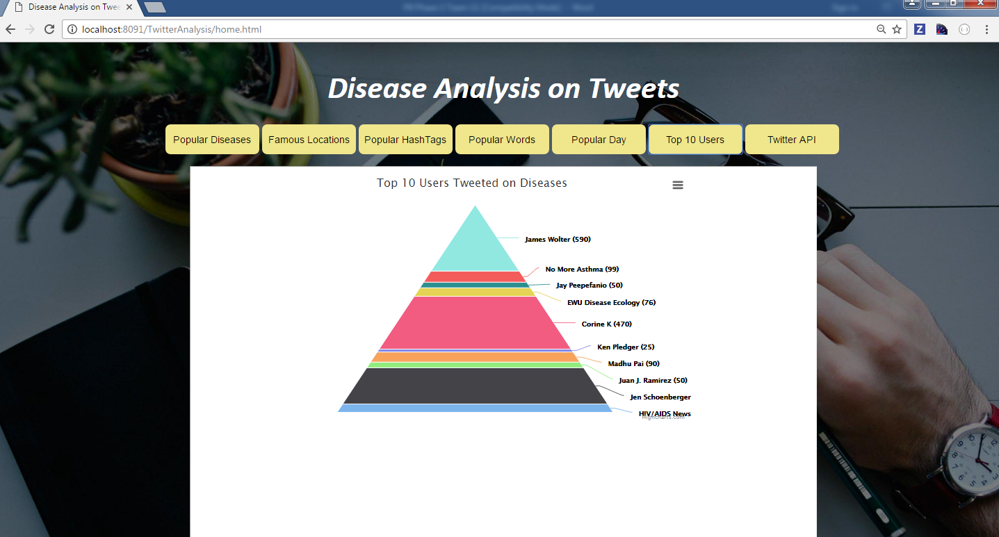 Disease Analysis on Twee
localhost:8091/TwitterAnalysis/home.html
Disease Analysis on Tweets
Popular Diseases
Famous Locations
Popular HashTags
Popular Words
Popular Day
Top 10 Users
Twitter API
Top 10 Users Tweeted on Diseases
James Wolter (590)
No More Asthma (99)
Jay Peepefanio (50)
EWU Disease Ecology (76)
Corine K (470)
Ken Pledger (25)
Madhu Pai (90)
Juan J. Ramirez (50)
Jen Schoenberger
HIV/AIDS News
Highcharts.com